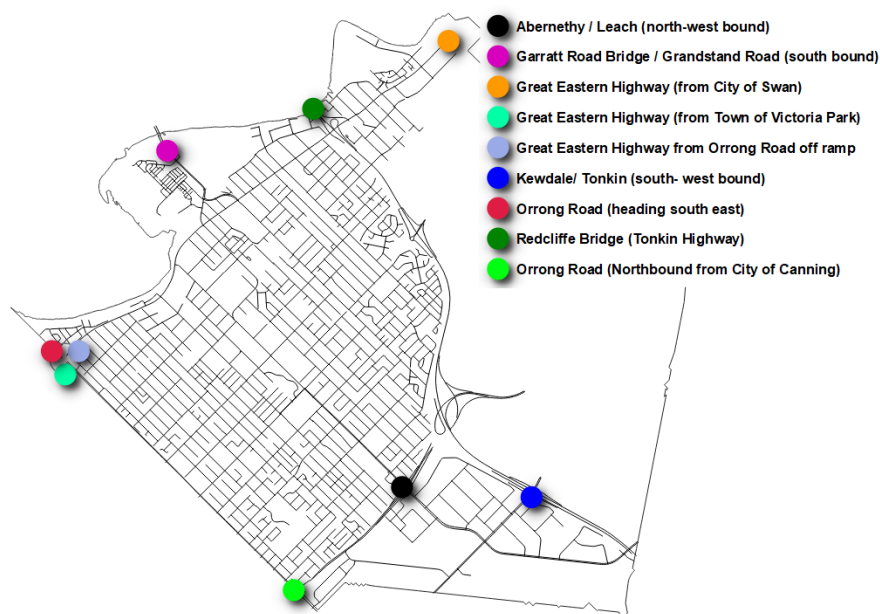 Abernethy / Leach (north-west bound)
Garratt Road Bridge / Grandstand Road (south bound)
Great Eastern Highway (from City of Swan)
Great Eastern Highway (from Town of Victoria Park)
Great Eastern Highway from Orrong Road off ramp
Kewdale/ Tonkin (south- west bound)
Orrong Road (heading south east)
Redcliffe Bridge (Tonkin Highway)
Orrong Road (Northbound from City of Canning)